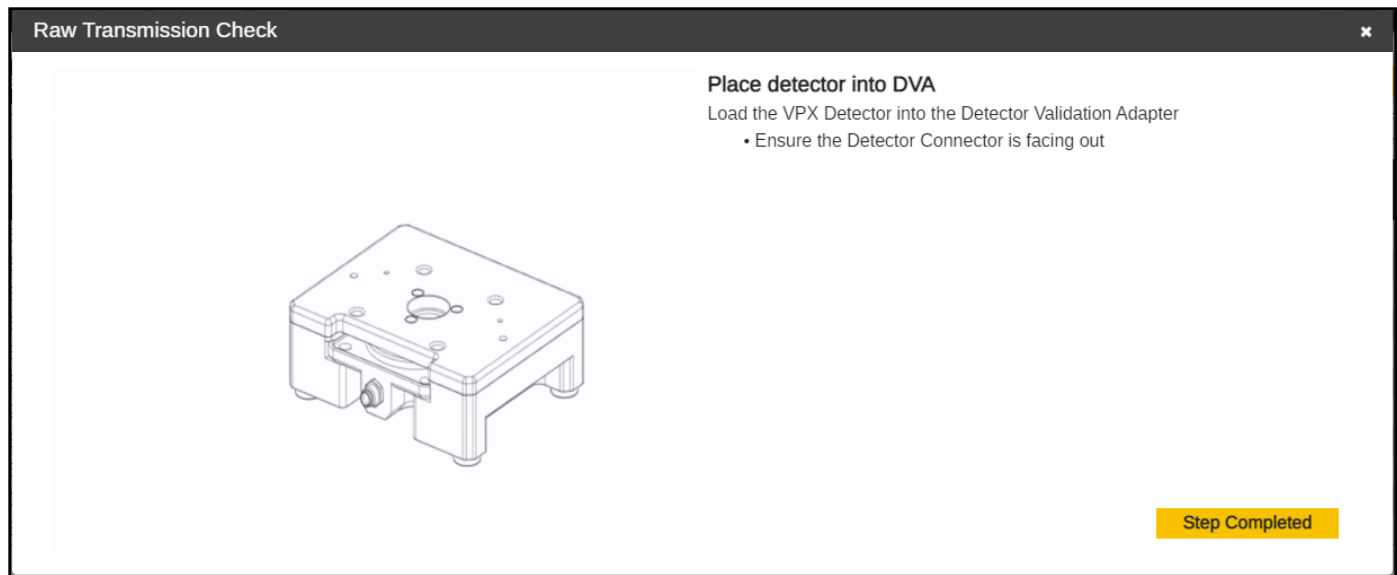 Raw Transmission Check
Place detector into DVA
Load the VPX Detector into the Detector Validation Adapter
• Ensure the Detector Connector is facing out
Step Completed